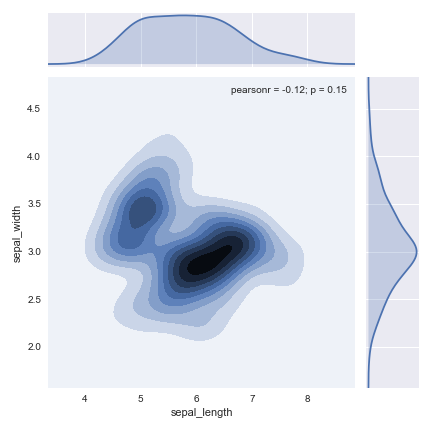 pearsonr = -0.12; p = 0.15
4.5
4.0
3.5
3.0
2.5
2.0
sepal_width
4 5 6 7 8
sepal_length